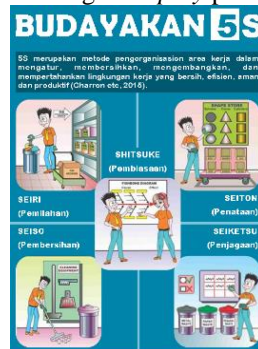 BUDAYAKAN 5S
5S merupakan metode pengorganisasian area kerja dalam
mengatur, membersihkan, mengembangkan, dan
mempertahankan lingkungan kerja yang bersih, efisien, aman
dan produktif (Charron etc, 2015).
SHITSUKE
(Pembiasaan)
SEIRI
(Pemilahan)
SEITON
(Penataan)
SEISO
(Pembersihan)
SEIKETSU
(Penjagaan)